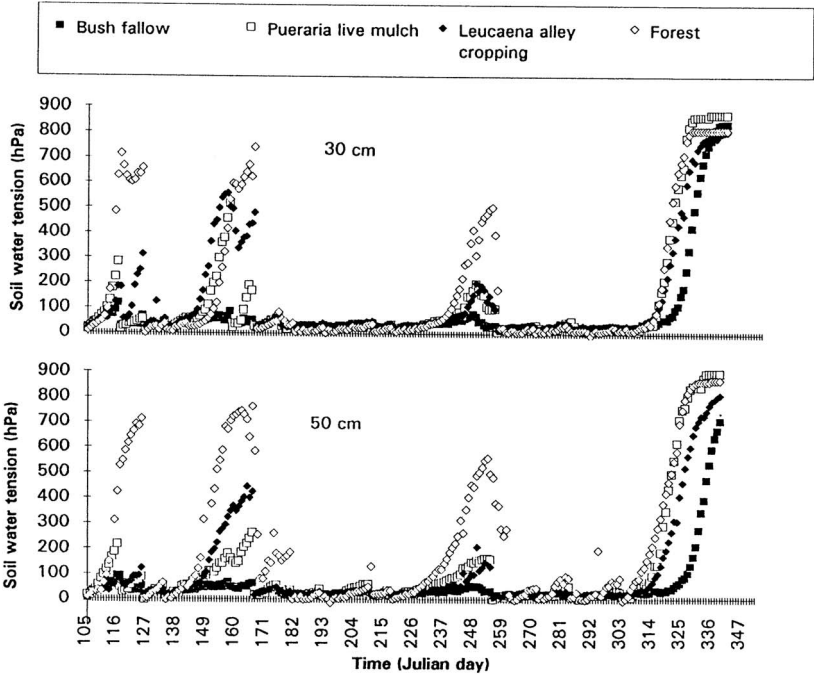 Bush fallow
Pueraria live mulch
Leucaena alley
cropping
Forest
Soil water tension (hPa)
900
800
700
600
500
400
300
200
100
0
30 cm
Soil water tension (hPa)
900
800
700
600
500
400
300
200
100
0
50 cm
105 116 127 138 149 160 171 182 193 204 215 226 237 248 259 270 281 292 303 314 325 336 347
Time (Julian day)